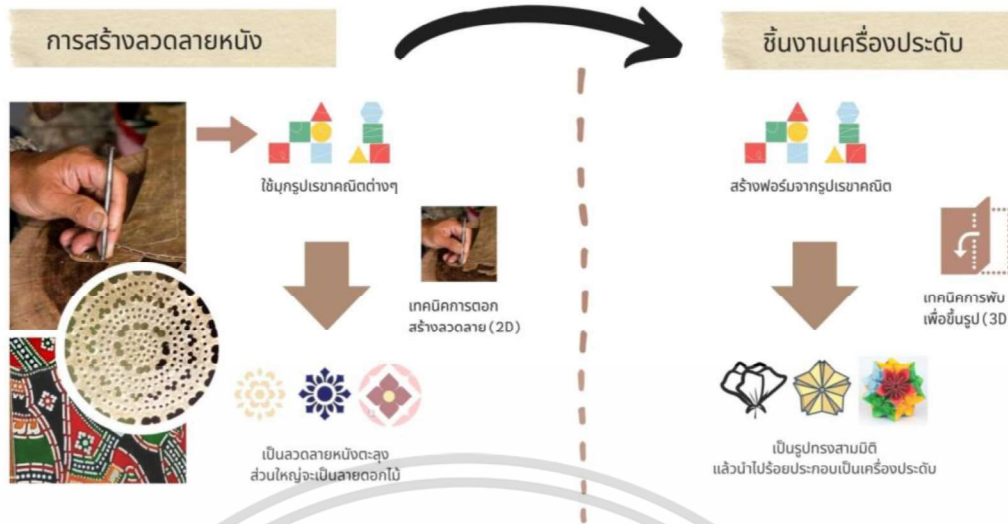 การสร้างลวดลายหนัง
ใช้มุกรูปเรขาคณิตต่างๆ
เทคนิคการตอก
สร้างลวดลาย (2D)
เป็นลวดลายหนังตะลุง
ส่วนใหญ่จะเป็นลายดอกไม้
ชิ้นงานเครื่องประดับ
สร้างฟอร์มจากรูปเรขาคณิต
เทคนิคการพับ
เพื่อขึ้นรูป (3D
เป็นรูปทรงสามมิติ
แล้วนำไปร้อยประกอบเป็นเครื่องประดับ